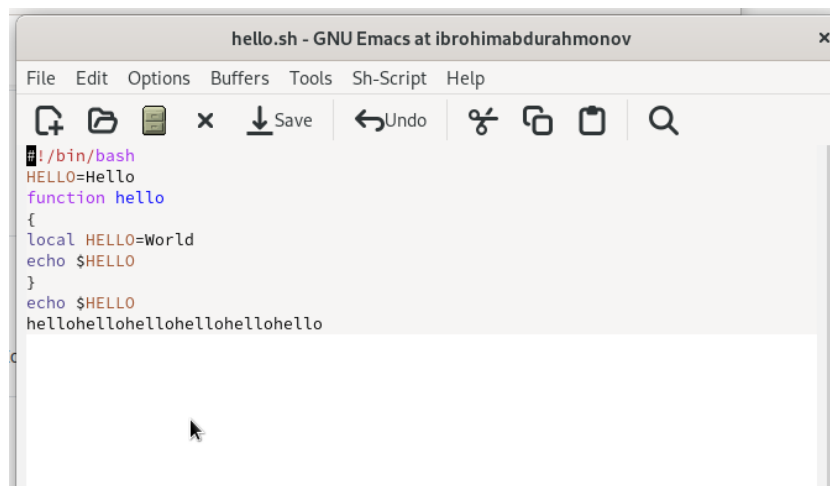 hello.sh - GNU Emacs at ibrohimabdurahmonov
File Edit Options Buffers Tools Sh-Script Help
Save Undo
#!/bin/bash
HELLO=Hello
function hello
{
local HELLO=World
echo $HELLO
}
echo $HELLO
hellohellohellohellohellohello